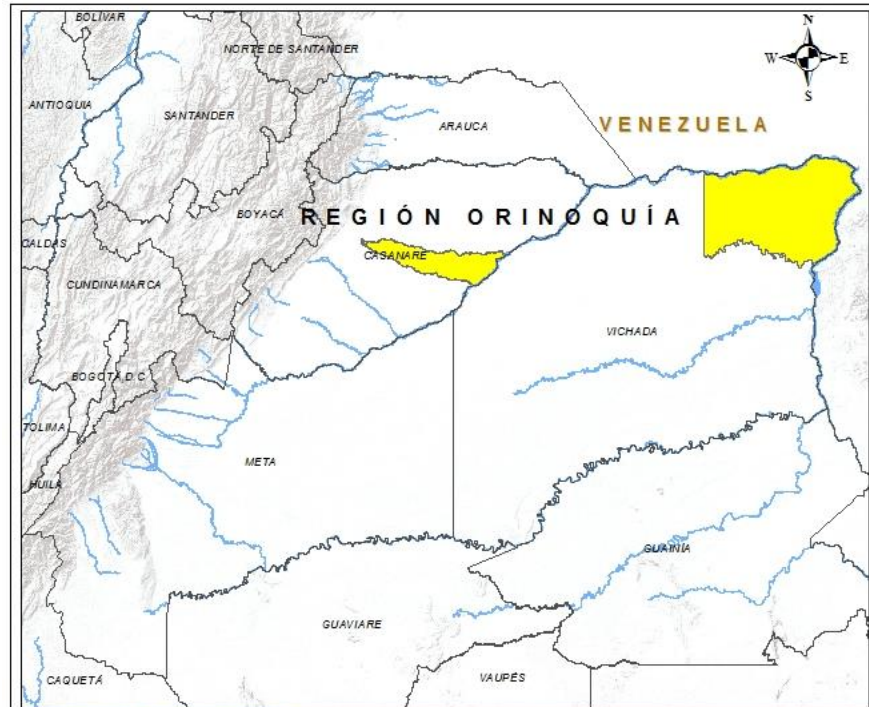 BOLÍVAR
N
NORTE DE SANTANDER
W E
S
ANTIOQUIA
SANTANDER
ARAUCA
VENEZUELA
BOYACÁ
REGIÓN ORINOQUÍA
CALDAS
CASANARE
CUNDINAMARCA
VICHADA
BOGOTÁ D.C
TOLIMA
META
HUILA
GUAINÍA
GUAVIARE
CAQUETÁ
VAUPÉS